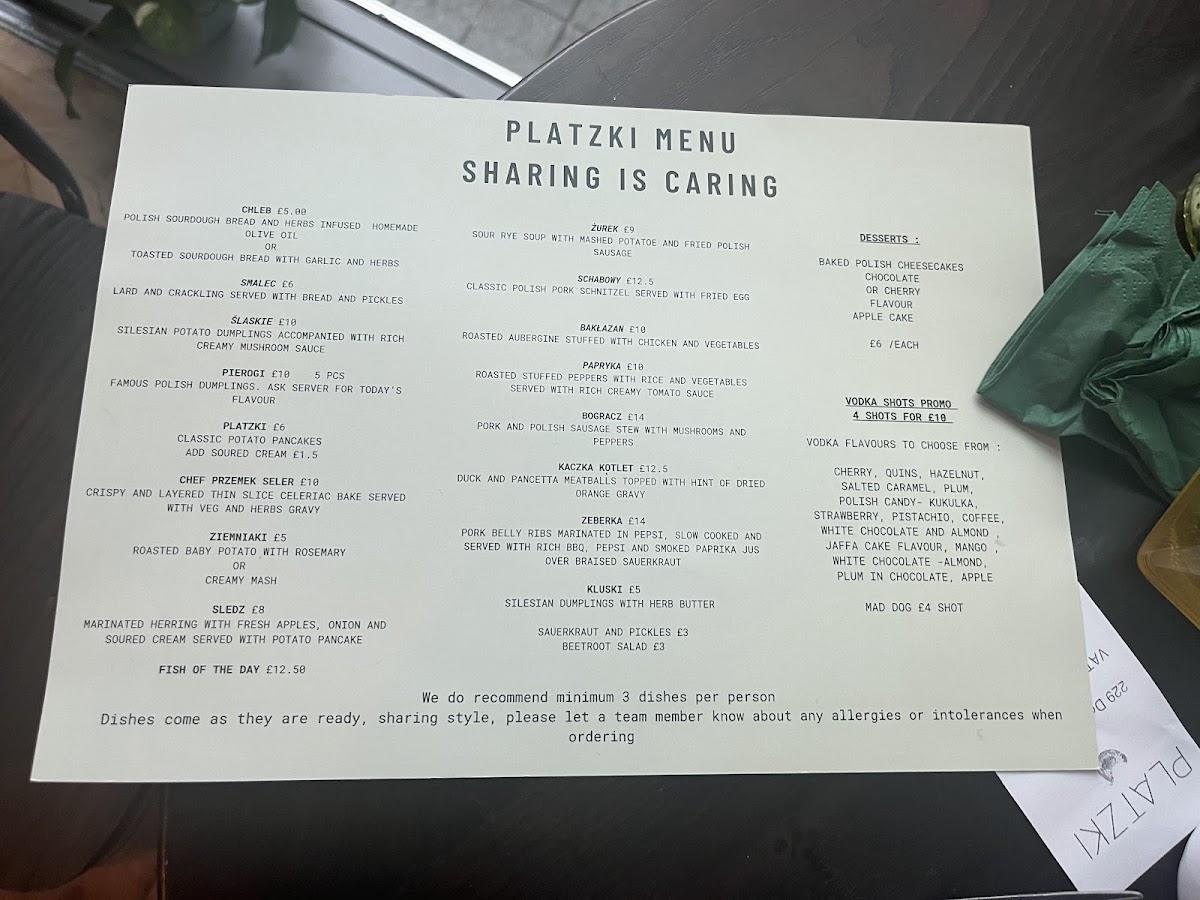 PLATZKI MENU
SHARING IS CARING
CHLEB £5.00
POLISH SOURDOUGH BREAD AND HERBS INFUSED HOMEMADE
OLIVE OIL
OR
TOASTED SOURDOUGH BREAD WITH GARLIC AND HERBS
SMALEC £6
LARD AND CRACKLING SERVED WITH BREAD AND PICKLES
ŚLASKIE £10
SILESIAN POTATO DUMPLINGS ACCOMPANIED WITH RICH
CREAMY MUSHROOM SAUCE
PIEROGI £10 5 PCS
FAMOUS POLISH DUMPLINGS. ASK SERVER FOR TODAY'S
FLAVOUR
PLATZKI £6
CLASSIC POTATO PANCAKES
ADD SOURED CREAM £1.5
CHEF PRZEMEK SELER £10
CRISPY AND LAYERED THIN SLICE CELERIAC BAKE SERVED
WITH VEG AND HERBS GRAVY
ZIEMNIAKI £5
ROASTED BABY POTATO WITH ROSEMARY
OR
CREAMY MASH
SLEDZ £8
MARINATED HERRING WITH FRESH APPLES, ONION AND
SOURED CREAM SERVED WITH POTATO PANCAKE
FISH OF THE DAY £12.50
ŻUREK £9
SOUR RYE SOUP WITH MASHED POTATOE AND FRIED POLISH
SAUSAGE
SCHABOWY £12.5
CLASSIC POLISH PORK SCHNITZEL SERVED WITH FRIED EGG
BAKŁAZAN £10
ROASTED AUBERGINE STUFFED WITH CHICKEN AND VEGETABLES
PAPRYKA £10
ROASTED STUFFED PEPPERS WITH RICE AND VEGETABLES
SERVED WITH RICH CREAMY TOMATO SAUCE
BOGRACZ £14
PORK AND POLISH SAUSAGE STEW WITH MUSHROOMS AND
PEPPERS
KACZKA KOTLET £12.5
DUCK AND PANCETTA MEATBALLS TOPPED WITH HINT OF DRIED
ORANGE GRAVY
ZEBERKA £14
PORK BELLY RIBS MARINATED IN PEPSI, SLOW COOKED AND
SERVED WITH RICH BBQ, PEPSI AND SMOKED PAPRIKA JUS
OVER BRAISED SAUERKRAUT
KLUSKI £5
SILESIAN DUMPLINGS WITH HERB BUTTER
SAUERKRAUT AND PICKLES £3
BEETROOT SALAD £3
DESSERTS :
BAKED POLISH CHEESECAKES
CHOCOLATE
OR CHERRY
FLAVOUR
APPLE CAKE
£6 /EACH
VODKA SHOTS PROMO
4 SHOTS FOR £10
VODKA FLAVOURS TO CHOOSE FROM :
CHERRY, QUINS, HAZELNUT,
SALTED CARAMEL, PLUM,
POLISH CANDY- KUKULKA,
STRAWBERRY, PISTACHIO, COFFEE,
WHITE CHOCOLATE AND ALMOND ,
JAFFA CAKE FLAVOUR, MANGO ,
WHITE CHOCOLATE -ALMOND,
PLUM IN CHOCOLATE, APPLE
MAD DOG £4 SHOT
We do recommend minimum 3 dishes per person
Dishes come as they are ready, sharing style, please let a team member know about any allergies or intolerances when
ordering
PLATZKI
229
VAT